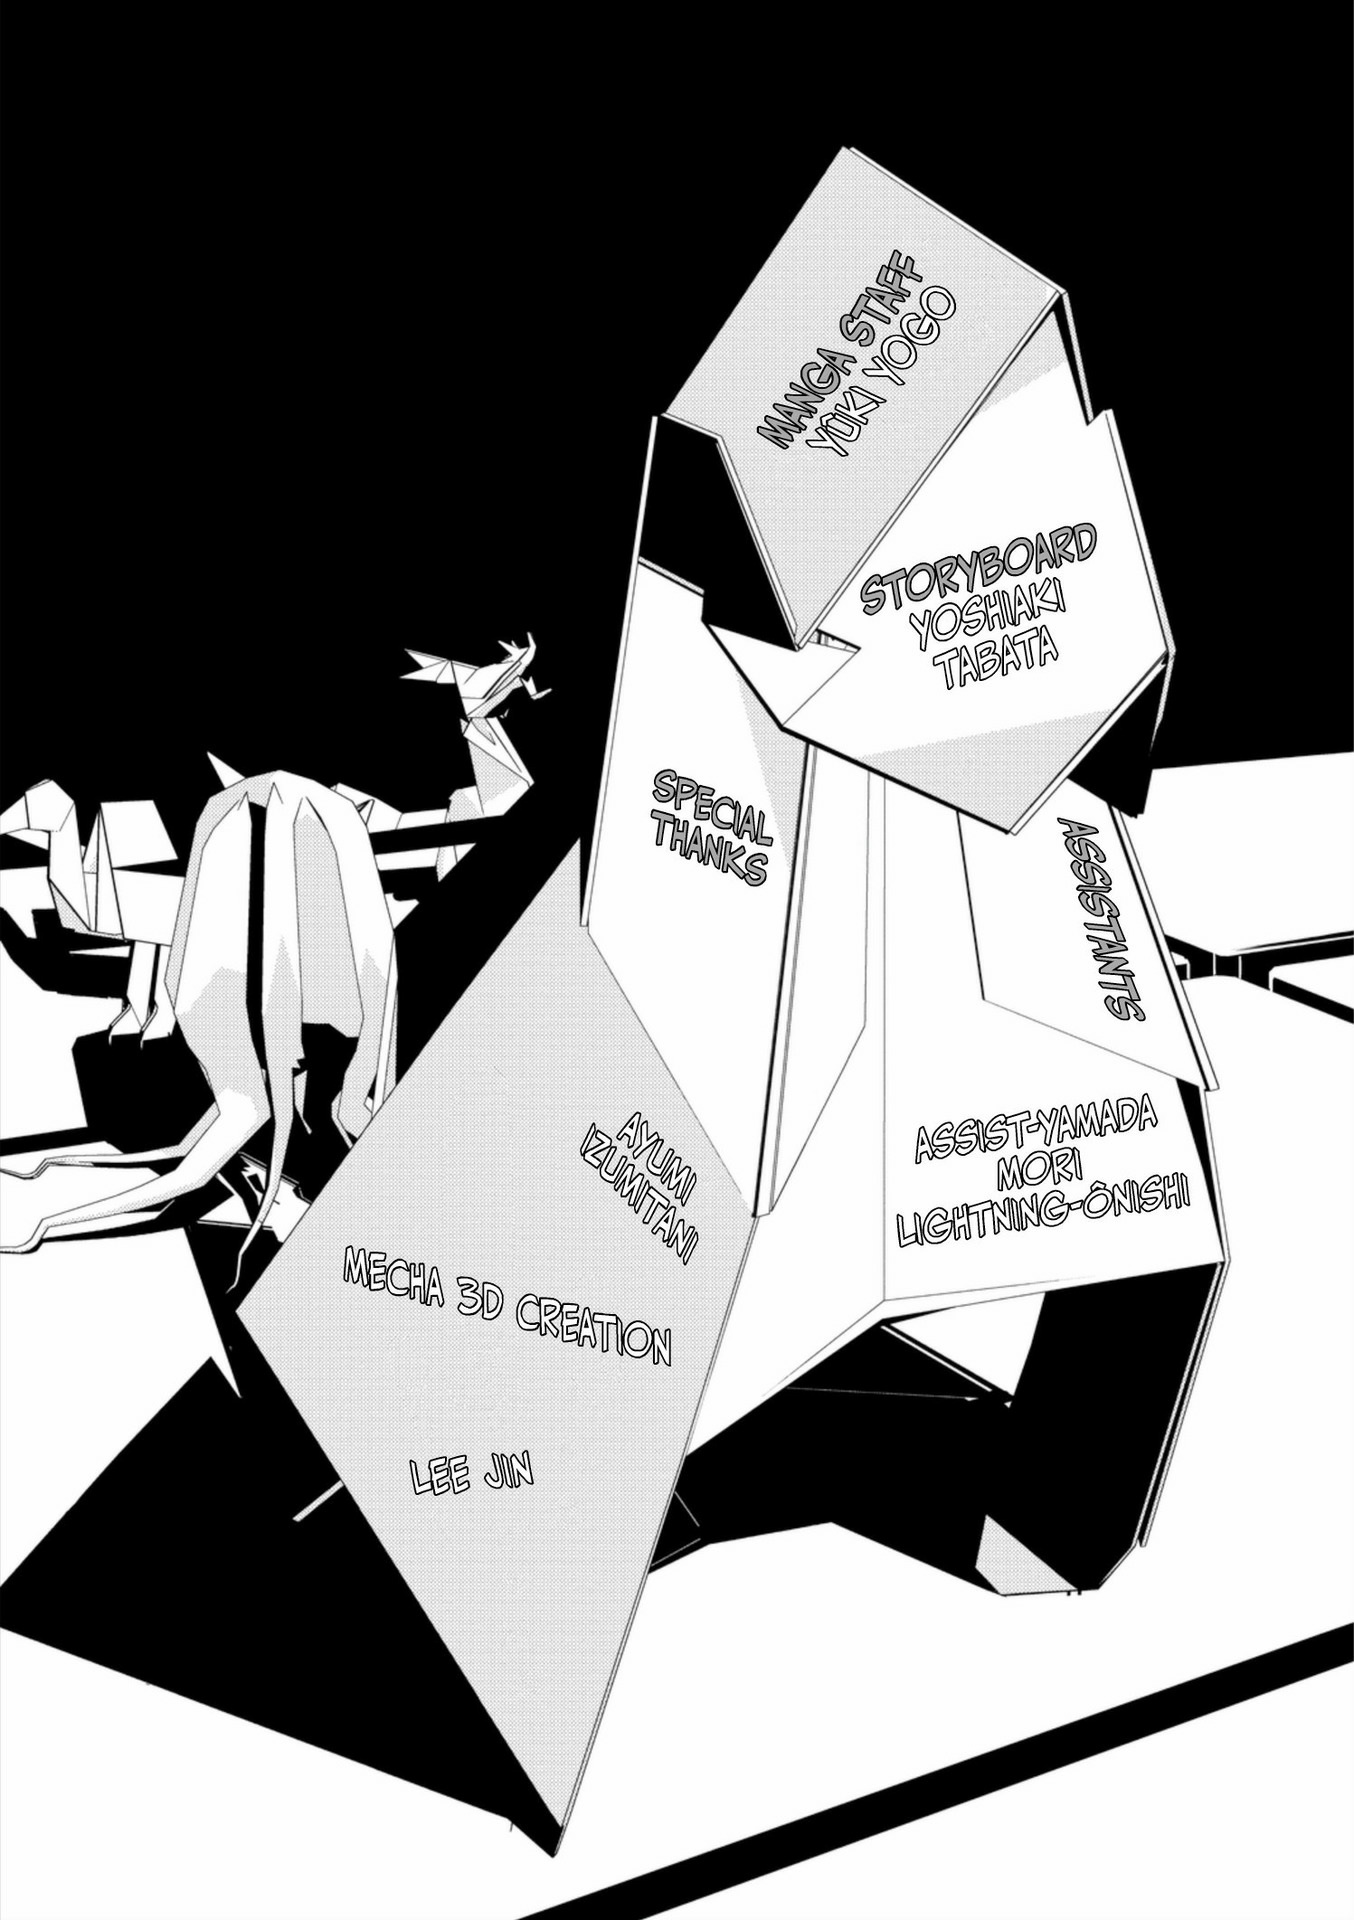 MANGA STAFF
YÛKI YOGO
STORYBOARD
YOSHIAKI
TABATA
SPECIAL
THANKS
ASSISTANTS
ASSIST-YAMADA
MORI
LIGHTNING-ÔNISHI
AYUMI
IZUMITANI
MECHA 3D CREATION
LEE JIN